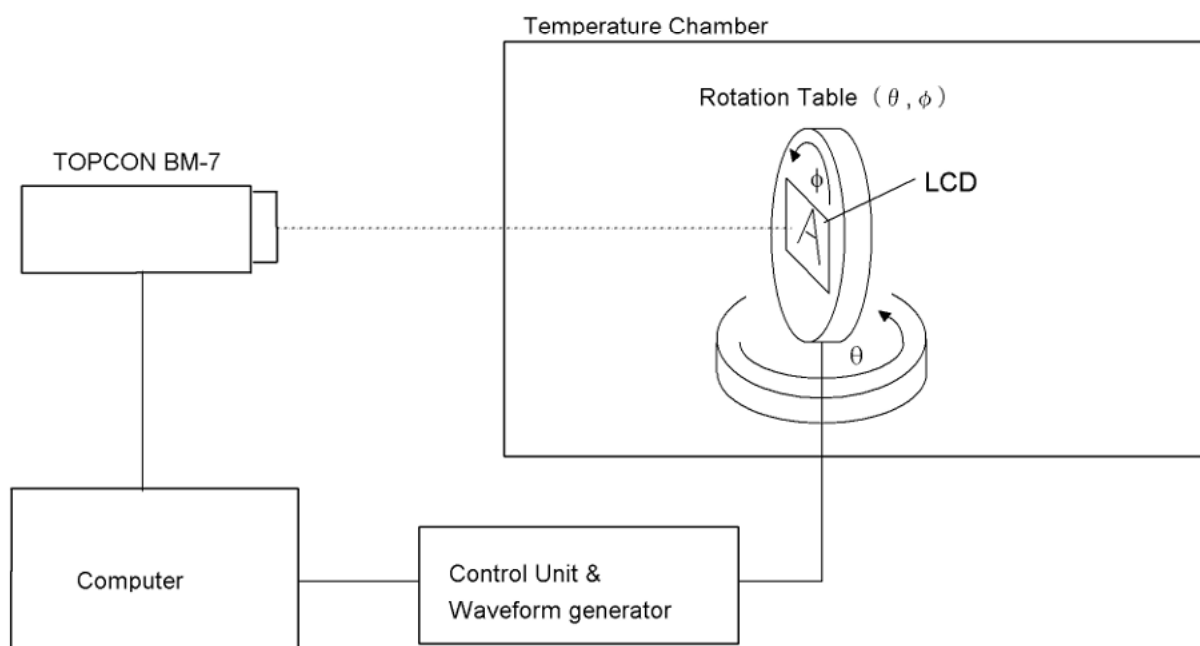 Temperature Chamber
Rotation Table （θ , ϕ）
TOPCON BM-7
ϕ
LCD
A
θ
Computer
Control Unit &
Waveform generator